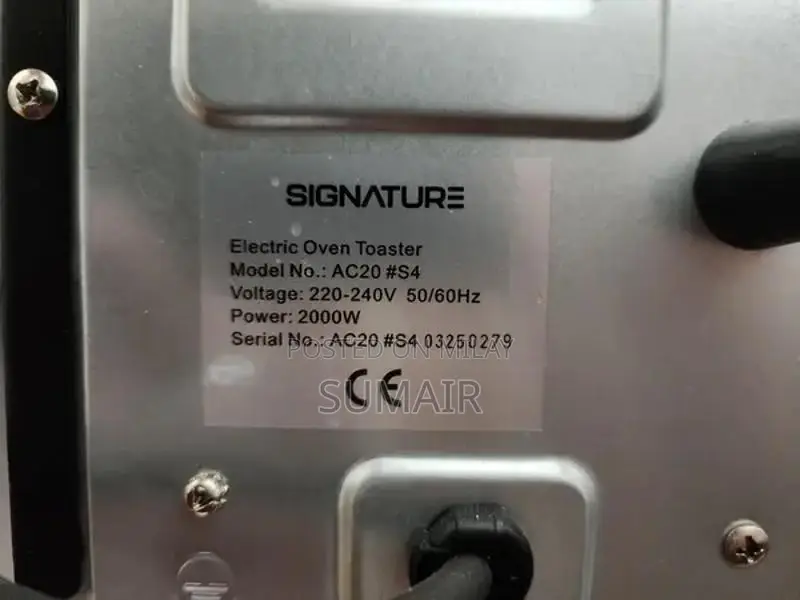 SIGNATURE
Electric Oven Toaster
Model No.: AC20 #S4
Voltage: 220-240V 50/60Hz
Power: 2000W
Serial No.: AC20 #S4 03250279
POSTED ON MILAY
CE
SUMAIR